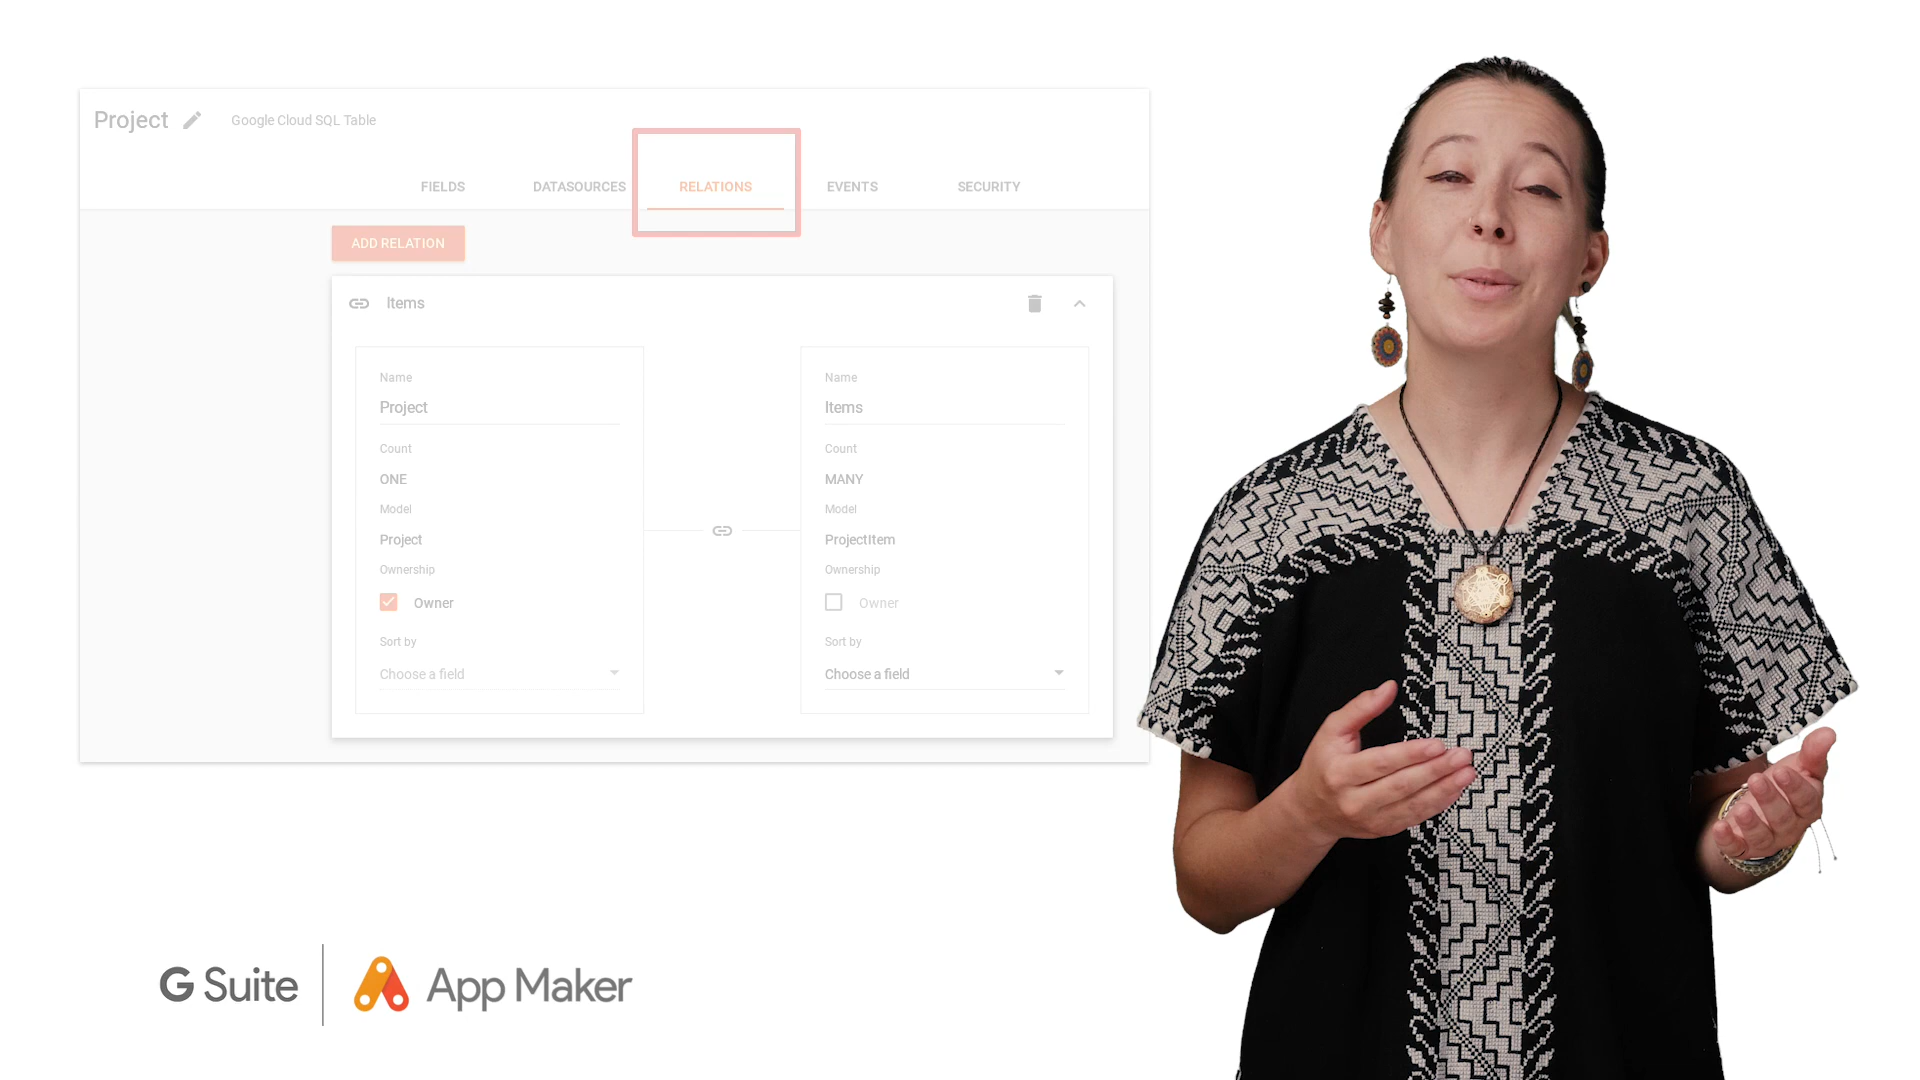 Project Google Cloud SQL Table
FIELDS DATASOURCES RELATIONS EVENTS SECURITY
ADD RELATION
Items
Name
Project
Count
ONE
Model
Project
Ownership
Owner
Sort by
Choose a field
Name
Items
Count
MANY
Model
ProjectItem
Ownership
Owner
Sort by
Choose a field
G Suite App Maker